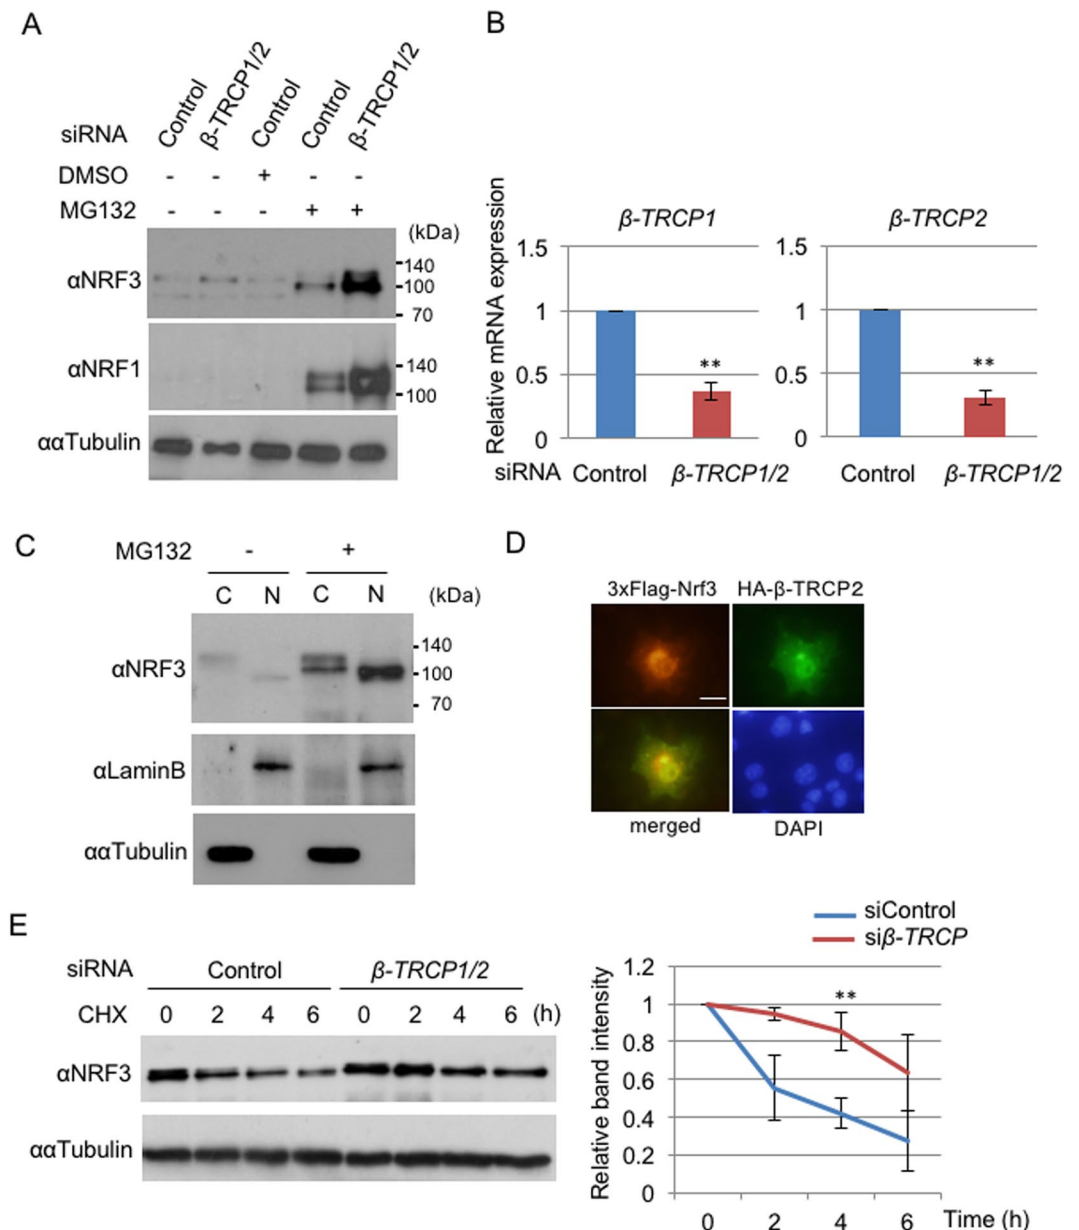 A
siRNA Control β-TRCP1/2 Control Control β-TRCP1/2
DMSO - - + - -
MG132 - - - + +
(kDa)
αNRF3
140
100
70
αNRF1
140
100
ααTubulin
B
Relative mRNA expression
β-TRCP1
1.5
1
0.5
0
**
β-TRCP2
1.5
1
0.5
0
**
siRNA Control β-TRCP1/2 Control β-TRCP1/2
C
MG132 - +
C N C N (kDa)
αNRF3
140
100
70
αLaminB
ααTubulin
D
3xFlag-Nrf3 HA-β-TRCP2
merged DAPI
E
siRNA Control β-TRCP1/2
CHX 0 2 4 6 0 2 4 6 (h)
αNRF3
ααTubulin
siControl
siβ-TRCP
Relative band intensity
1.2
1
0.8
0.6
0.4
0.2
0
**
0 2 4 6 Time (h)